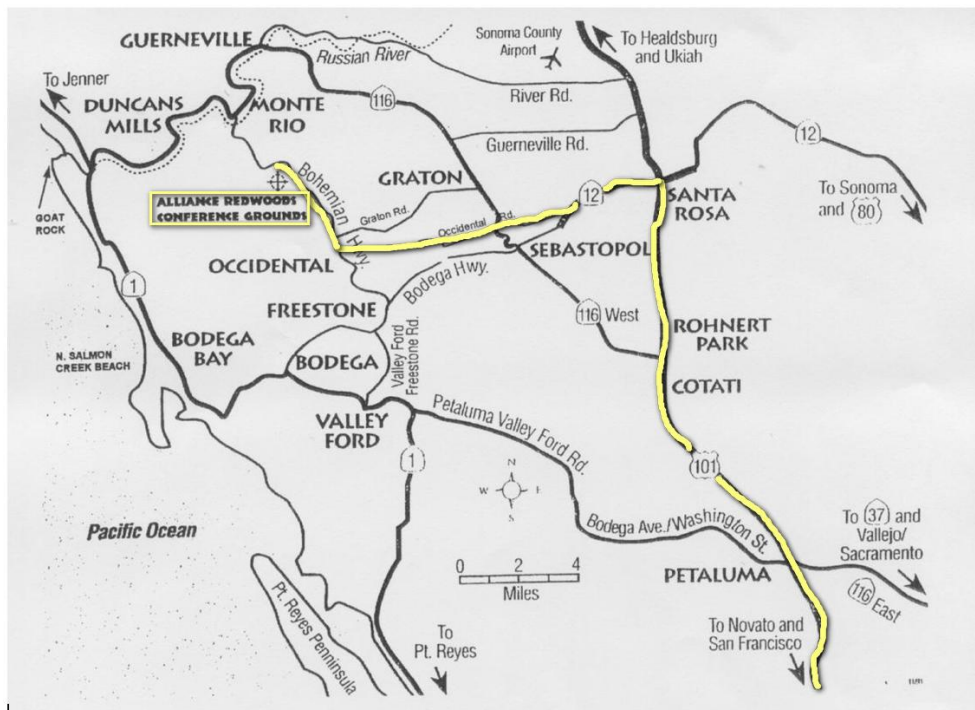 GUERNEVILLE
Russian River
Sonoma County
Airport
To Healdsburg
and Ukiah
To Jenner
DUNCANS
MILLS
MONTE
RIO
116
River Rd.
Guerneville Rd.
12
GOAT
ROCK
ALLIANCE REDWOODS
CONFERENCE GROUNDS
Bohemian
Hwy.
GRATON
Graton Rd.
Occidental Rd.
12
SANTA
ROSA
To Sonoma
and 80
OCCIDENTAL
SEBASTOPOL
Bodega Hwy.
1
FREESTONE
116 West
N. SALMON
CREEK BEACH
BODEGA
BAY
BODEGA
Valley Ford
Freestone Rd.
ROHNERT
PARK
COTATI
VALLEY
FORD
Petaluma Valley Ford Rd.
1
101
N
W E
S
Pacific Ocean
Bodega Ave./Washington St.
To 37 and
Vallejo/
Sacramento
0 2 4
Miles
PETALUMA
116 East
Pt. Reyes Penninsula
To
Pt. Reyes
To Novato and
San Francisco